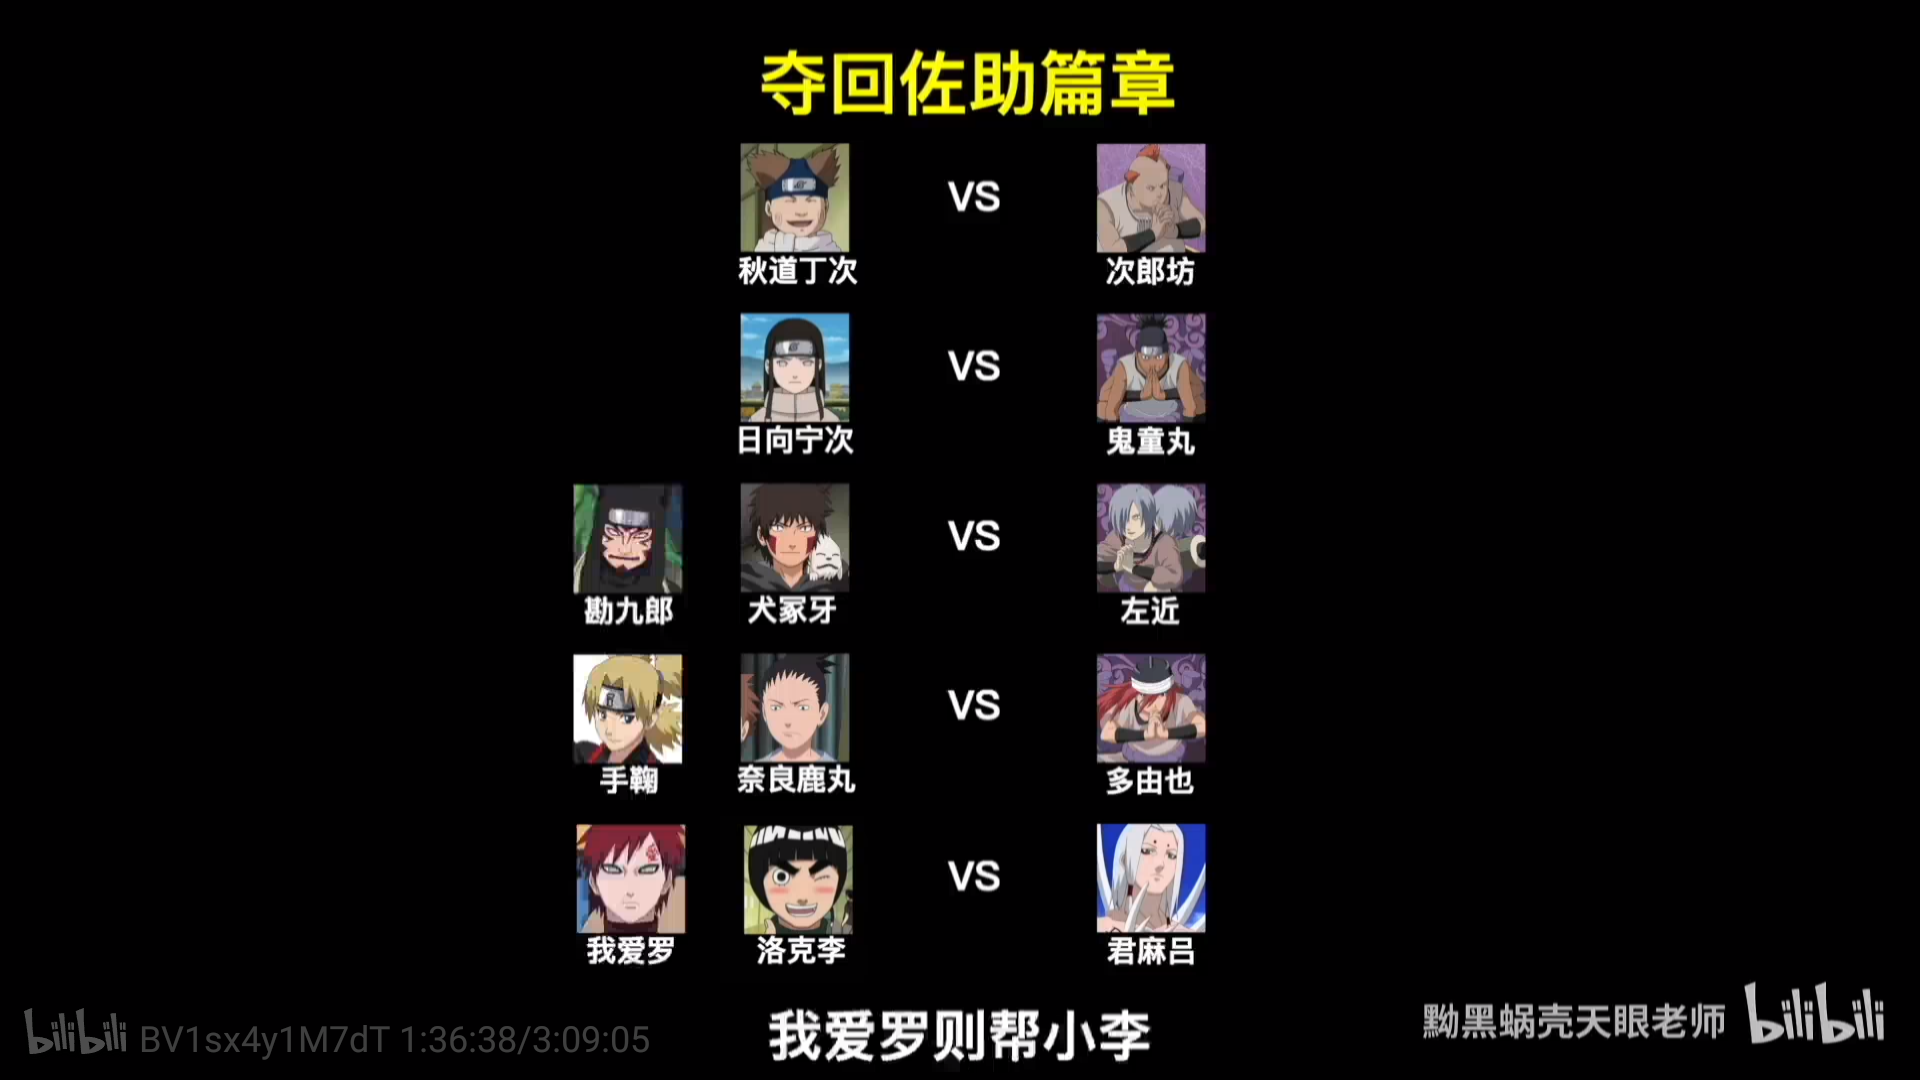 夺回佐助篇章
VS
秋道丁次 次郎坊
VS
日向宁次 鬼童丸
VS
勘九郎 犬冢牙 左近
VS
手鞠 奈良鹿丸 多由也
VS
我爱罗 洛克李 君麻吕
黝黑蜗壳天眼老师 bilibili
bilibili BV1sx4y1M7dT 1:36:38/3:09:05
我爱罗则帮小李